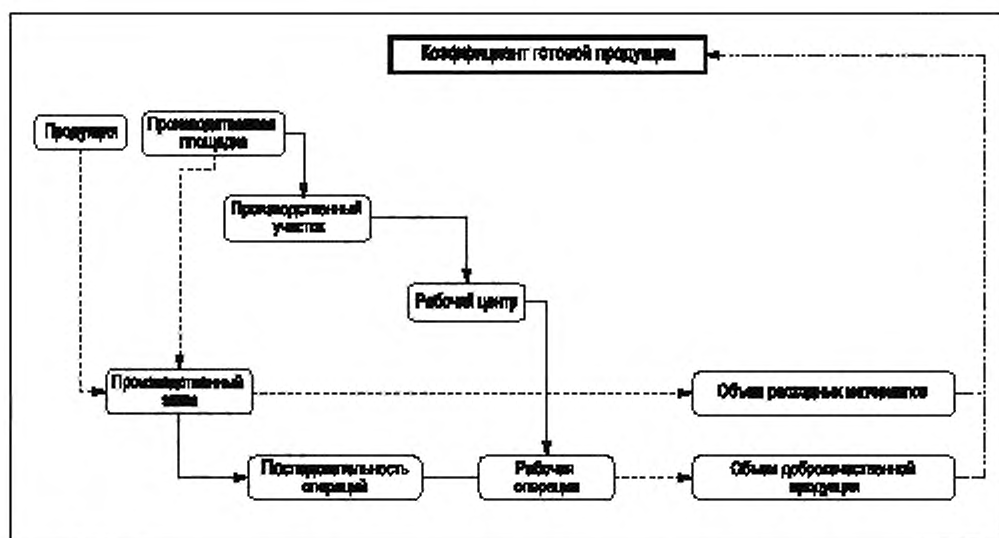 Коэффициент готовой продукции
Продукция
Производственная
площадка
Производственный
участок
Рабочий центр
Производственный
заказ
Объем расходных материалов
Последовательность
операций
Рабочая
операция
Объем доброкачественной
продукции